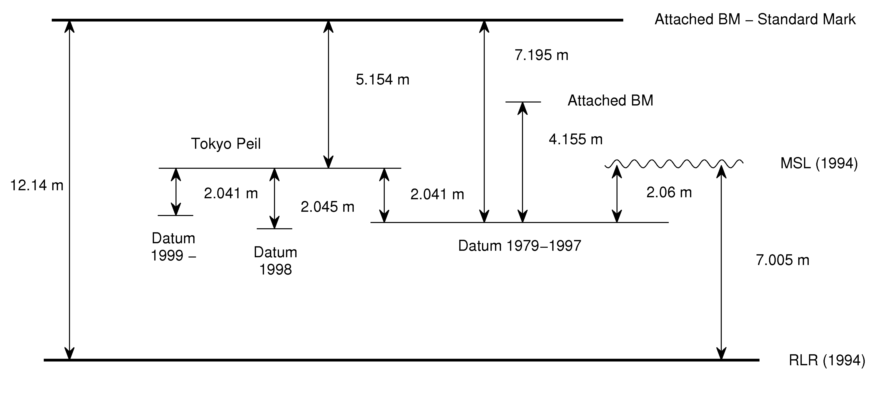 Attached BM − Standard Mark
7.195 m
5.154 m
Attached BM
4.155 m
Tokyo Peil
MSL (1994)
12.14 m
2.041 m
2.045 m
2.041 m
2.06 m
Datum
1999 −
Datum
1998
Datum 1979−1997
7.005 m
RLR (1994)